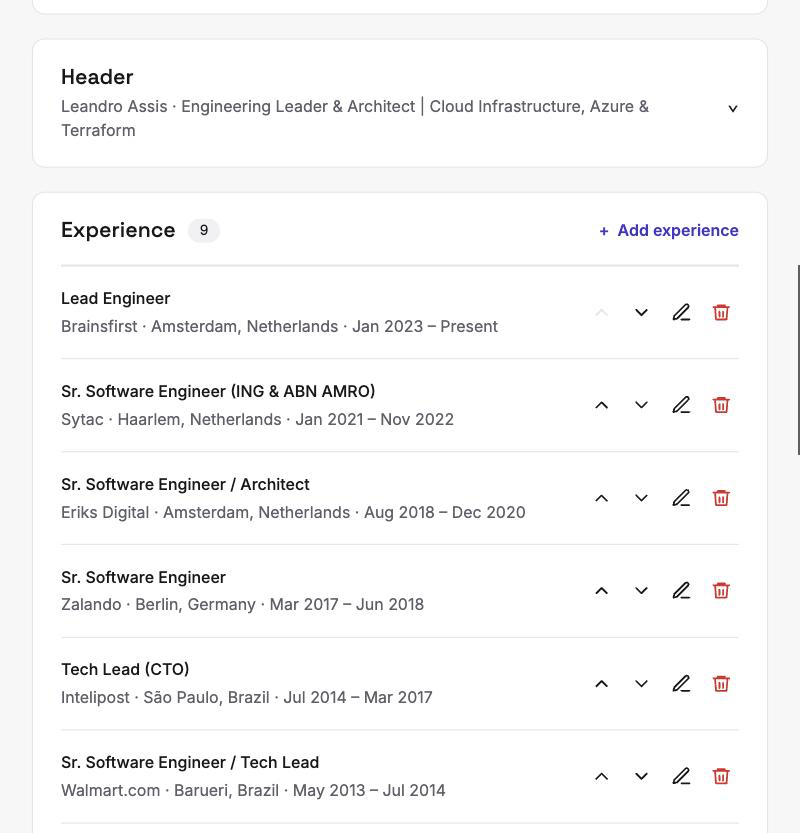 Header
Leandro Assis · Engineering Leader & Architect | Cloud Infrastructure, Azure &
Terraform
Experience 9
+ Add experience
Lead Engineer
Brainsfirst · Amsterdam, Netherlands · Jan 2023 – Present
Sr. Software Engineer (ING & ABN AMRO)
Sytac · Haarlem, Netherlands · Jan 2021 – Nov 2022
Sr. Software Engineer / Architect
Eriks Digital · Amsterdam, Netherlands · Aug 2018 – Dec 2020
Sr. Software Engineer
Zalando · Berlin, Germany · Mar 2017 – Jun 2018
Tech Lead (CTO)
Intelipost · São Paulo, Brazil · Jul 2014 – Mar 2017
Sr. Software Engineer / Tech Lead
Walmart.com · Barueri, Brazil · May 2013 – Jul 2014